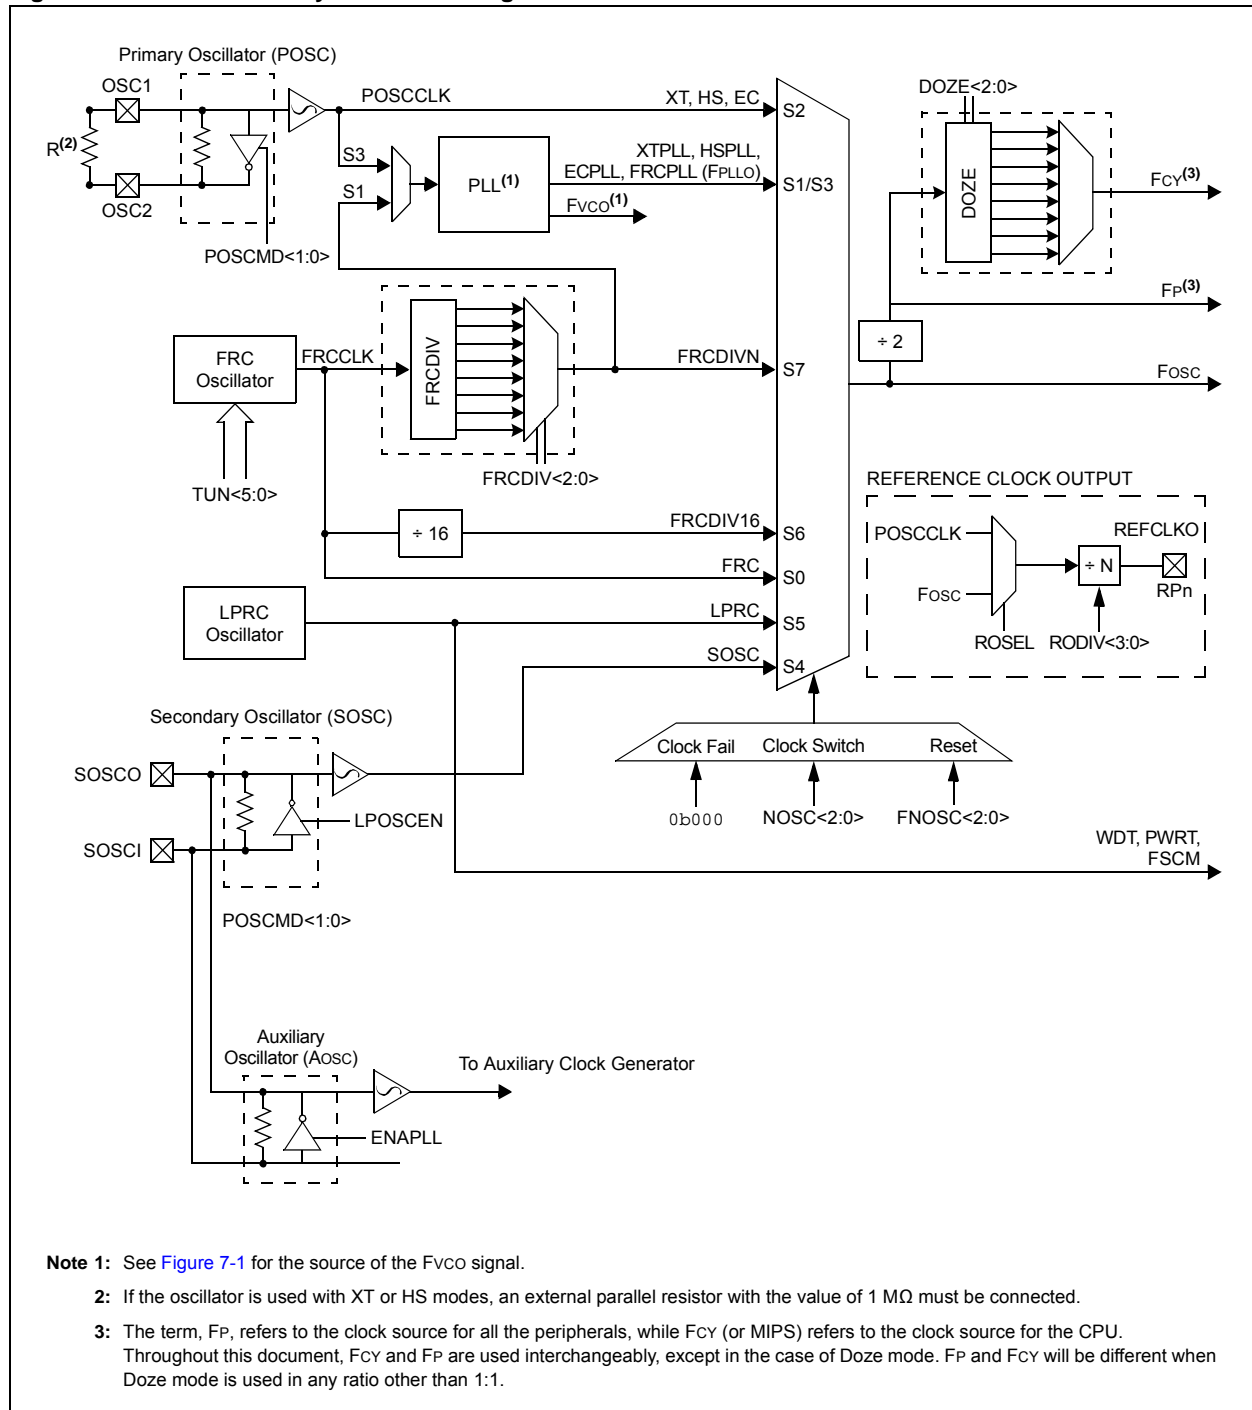 Primary Oscillator (POSC)
OSC1
R(2)
OSC2
POSCMD<1:0>
POSCCLK
S3
S1
PLL(1)
FVCO(1)
XT, HS, EC
XTPLL, HSPLL,
ECPLL, FRCPLL (FPLLO)
S2
S1/S3
DOZE<2:0>
DOZE
FCY(3)
FP(3)
÷ 2
FOSC
FRC
Oscillator
FRCCLK
TUN<5:0>
FRCDIV
FRCDIV<2:0>
FRCDIVN
S7
÷ 16
FRCDIV16
S6
FRC
S0
LPRC
Oscillator
LPRC
S5
SOSC
S4
REFERENCE CLOCK OUTPUT
POSCCLK
FOSC
ROSEL
÷ N
RODIV<3:0>
REFCLKO
RPn
Clock Fail
Clock Switch
Reset
0b000
NOSC<2:0>
FNOSC<2:0>
WDT, PWRT,
FSCM
Secondary Oscillator (SOSC)
SOSCO
SOSCI
LPOSCEN
POSCMD<1:0>
Auxiliary
Oscillator (AOSC)
ENAPLL
To Auxiliary Clock Generator
Note 1: See Figure 7-1 for the source of the FVCO signal.
2: If the oscillator is used with XT or HS modes, an external parallel resistor with the value of 1 MΩ must be connected.
3: The term, FP, refers to the clock source for all the peripherals, while FCY (or MIPS) refers to the clock source for the CPU.
Throughout this document, FCY and FP are used interchangeably, except in the case of Doze mode. FP and FCY will be different when
Doze mode is used in any ratio other than 1:1.